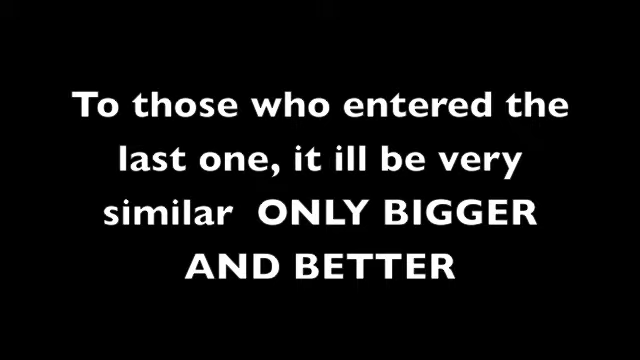 To those who entered the
last one, it ill be very
similar  ONLY BIGGER
AND BETTER